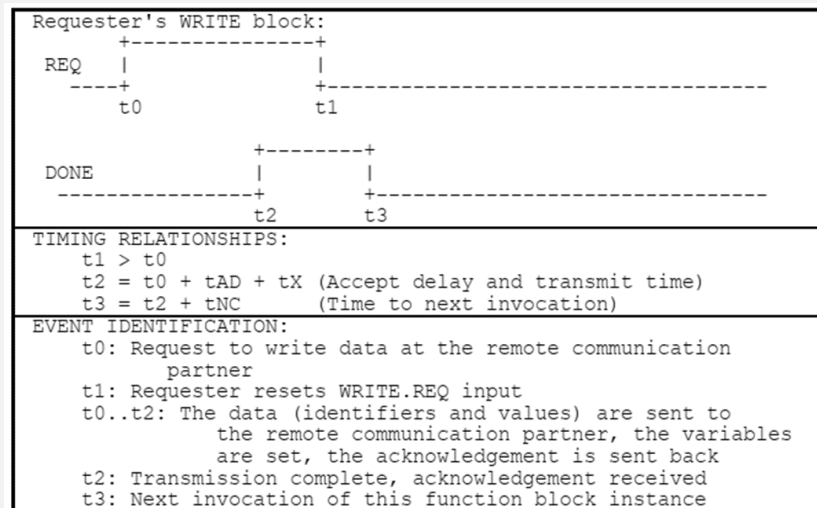 Requester's WRITE block:
+---------------+
REQ | |
----+ +-----------------------------------
t0 t1
+--------+
DONE | |
----------------+ +-------------------------------
t2 t3
TIMING RELATIONSHIPS:
t1 > t0
t2 = t0 + tAD + tX (Accept delay and transmit time)
t3 = t2 + tNC (Time to next invocation)
EVENT IDENTIFICATION:
t0: Request to write data at the remote communication
partner
t1: Requester resets WRITE.REQ input
t0..t2: The data (identifiers and values) are sent to
the remote communication partner, the variables
are set, the acknowledgement is sent back
t2: Transmission complete, acknowledgement received
t3: Next invocation of this function block instance